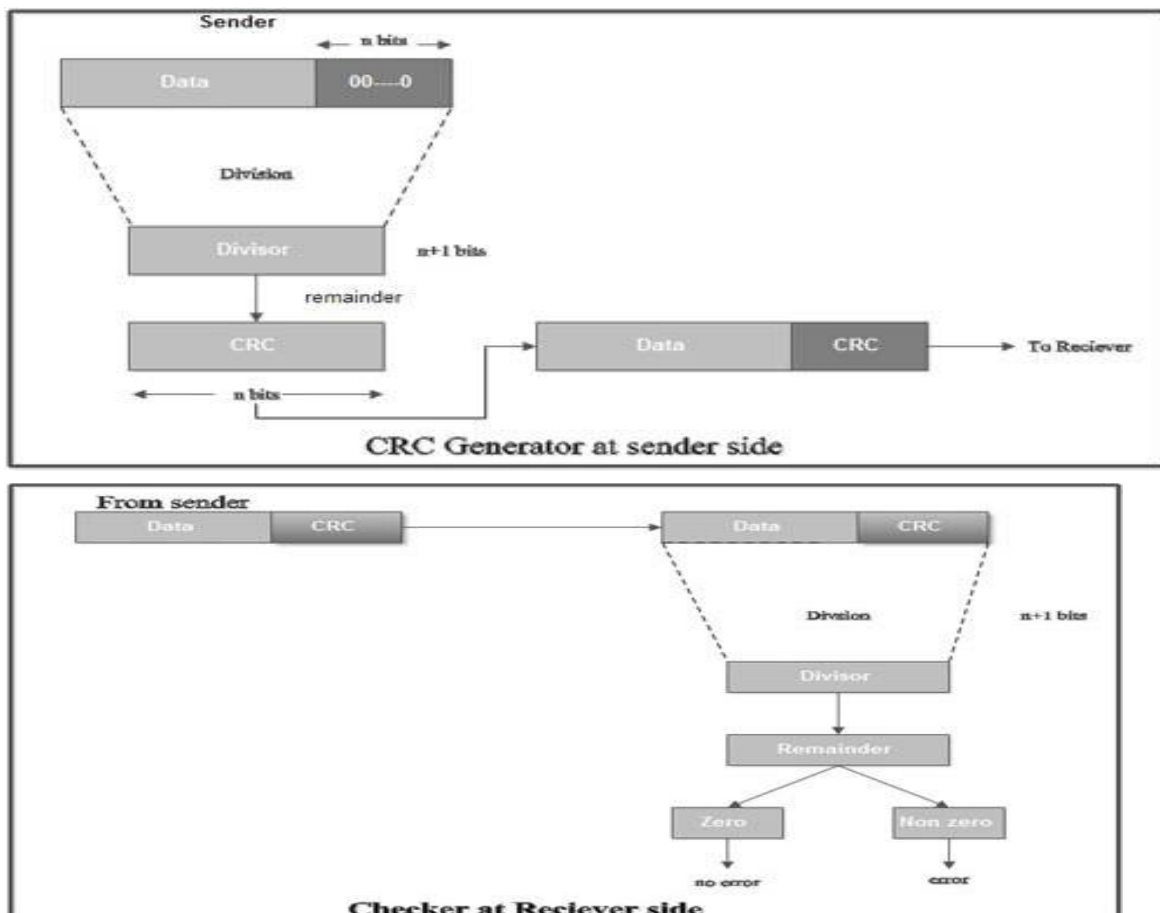 Sender
n bits
Data 00----0
Division
Divisor n+1 bits
remainder
CRC Data CRC To Reciever
n bits
CRC Generator at sender side
From sender
Data CRC Data CRC
Division n+1 bits
Divisor
Remainder
Zero Non zero
no error error
Checker at Reciever side